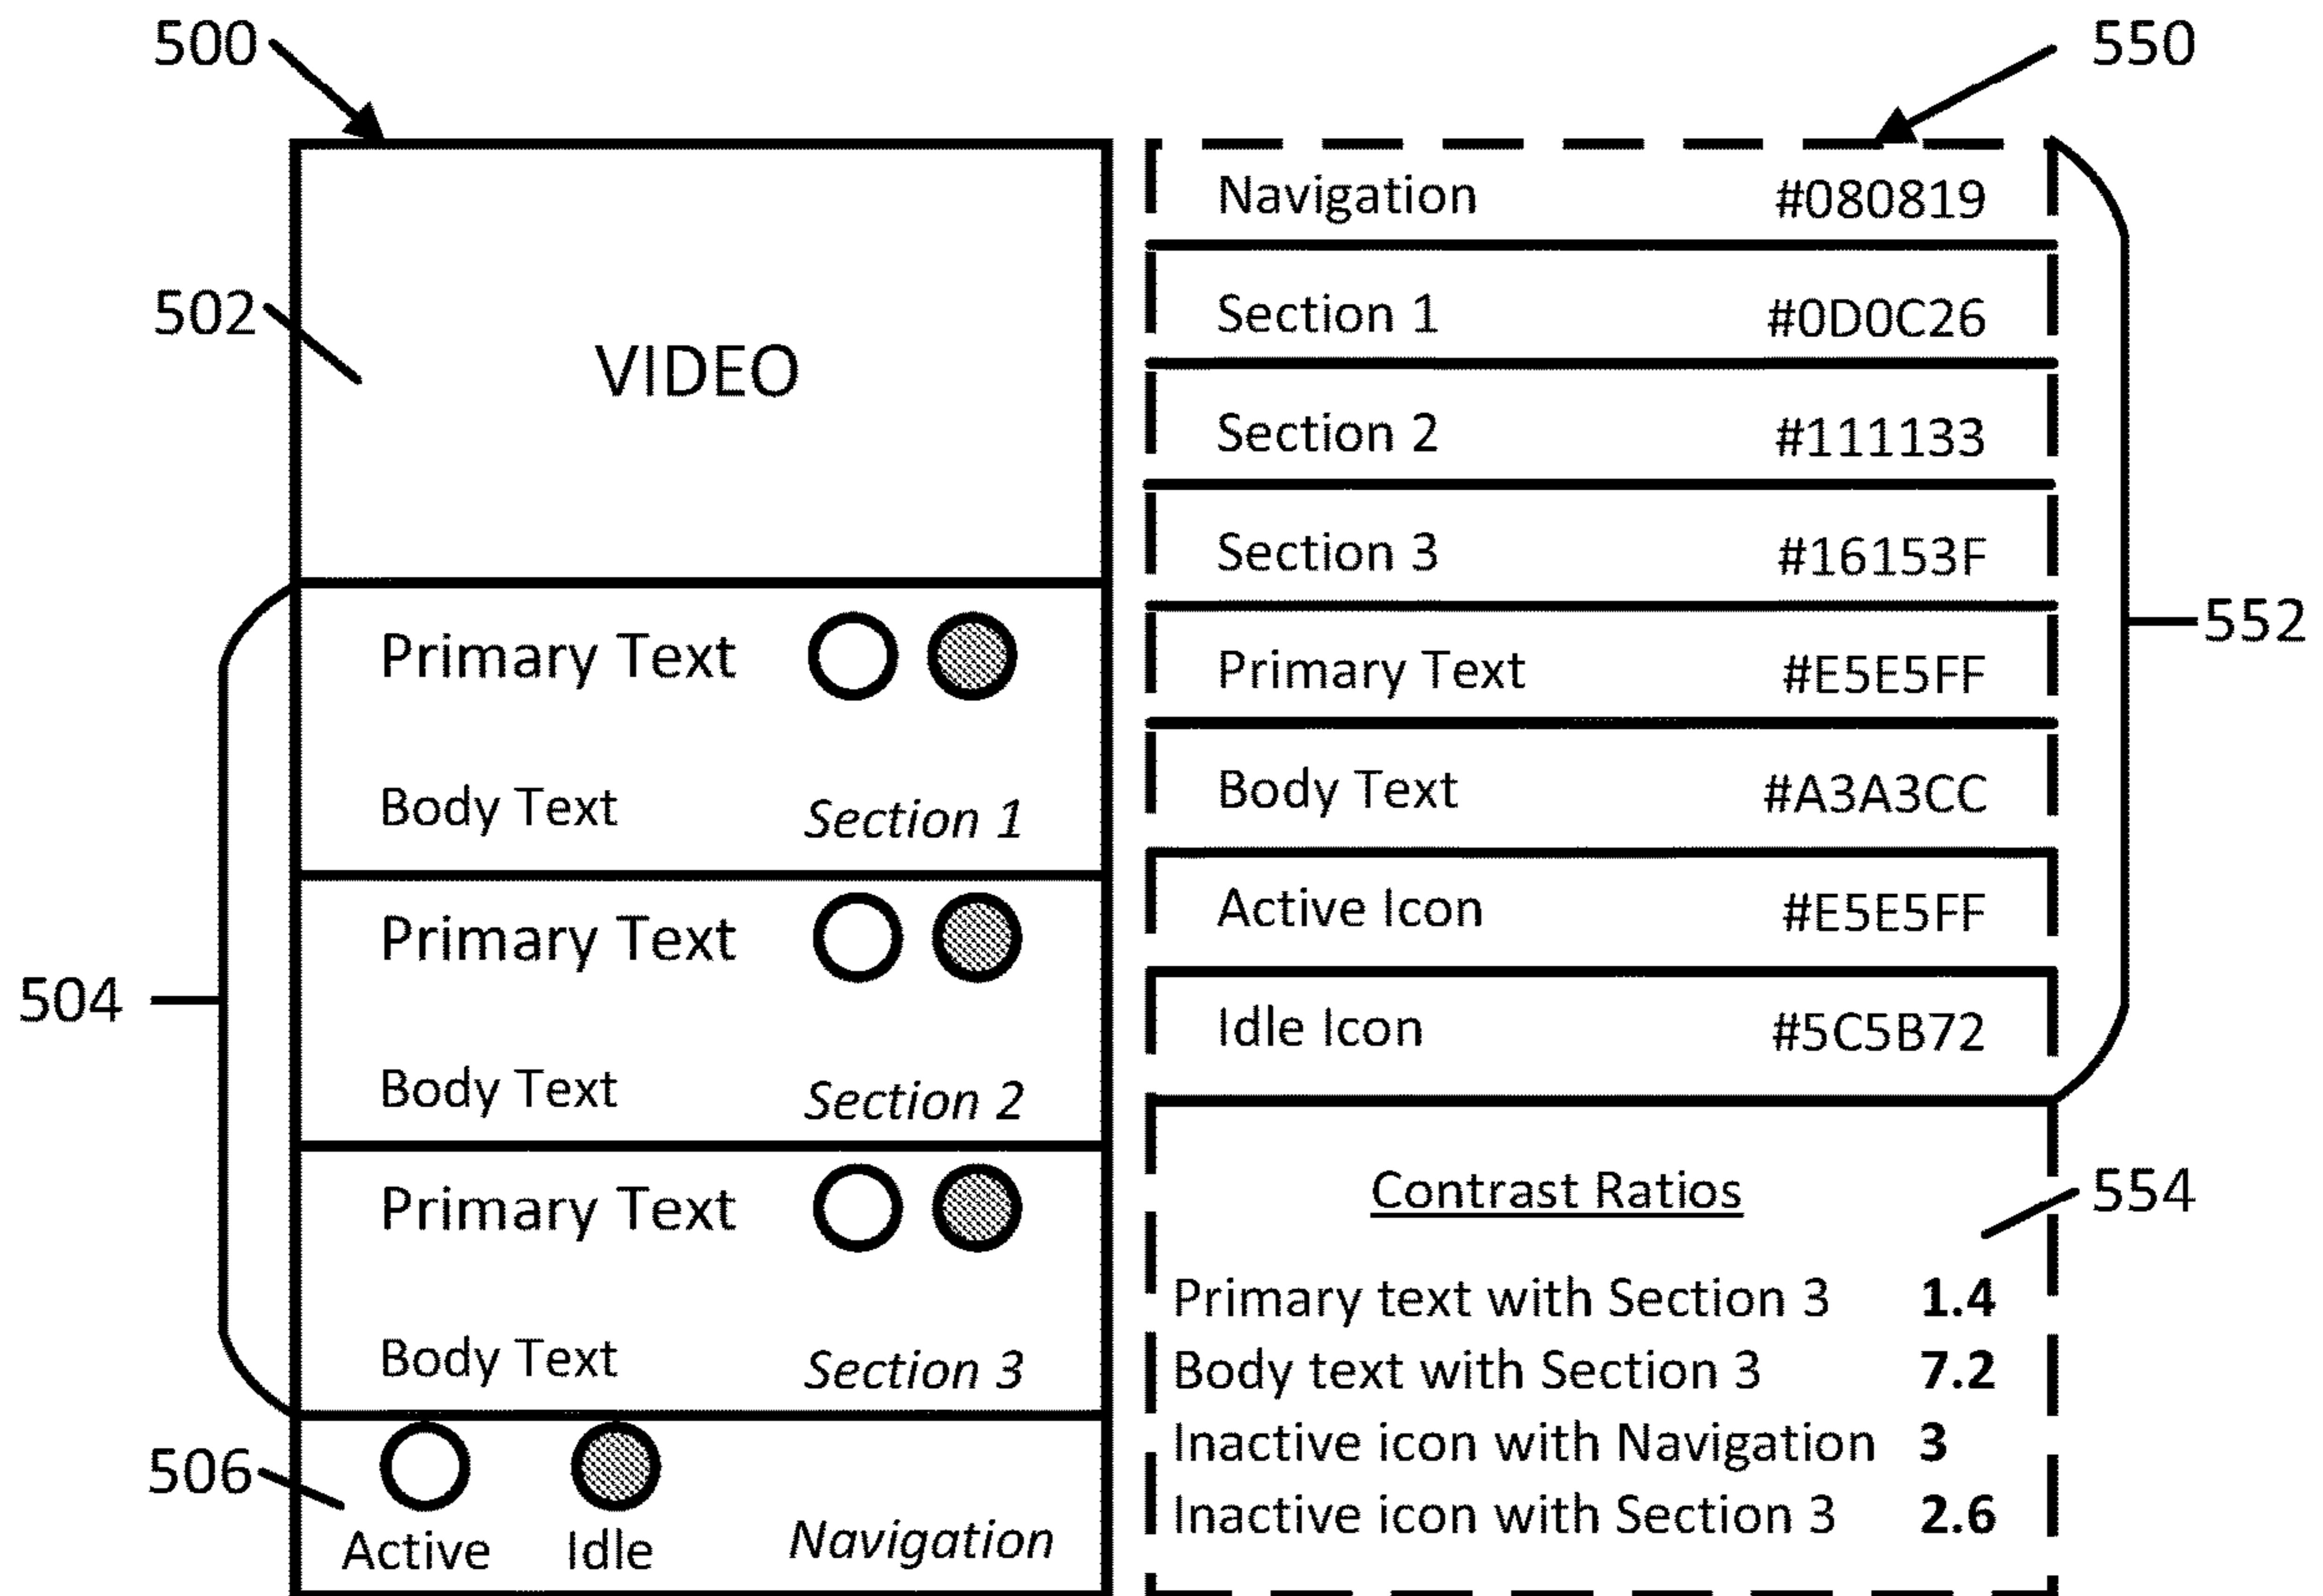 500
550
502
VIDEO
504
Primary Text
Body Text
Section 1
Primary Text
Body Text
Section 2
Primary Text
Body Text
Section 3
506
Active
Idle
Navigation
Navigation #080819
Section 1 #0D0C26
Section 2 #111133
Section 3 #16153F
Primary Text #E5E5FF
Body Text #A3A3CC
Active Icon #E5E5FF
Idle Icon #5C5B72
552
Contrast Ratios
554
Primary text with Section 3 1.4
Body text with Section 3 7.2
Inactive icon with Navigation 3
Inactive icon with Section 3 2.6